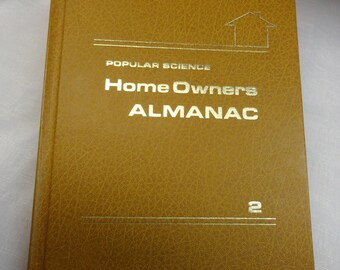 POPULAR SCIENCE
Home Owners
ALMANAC
2